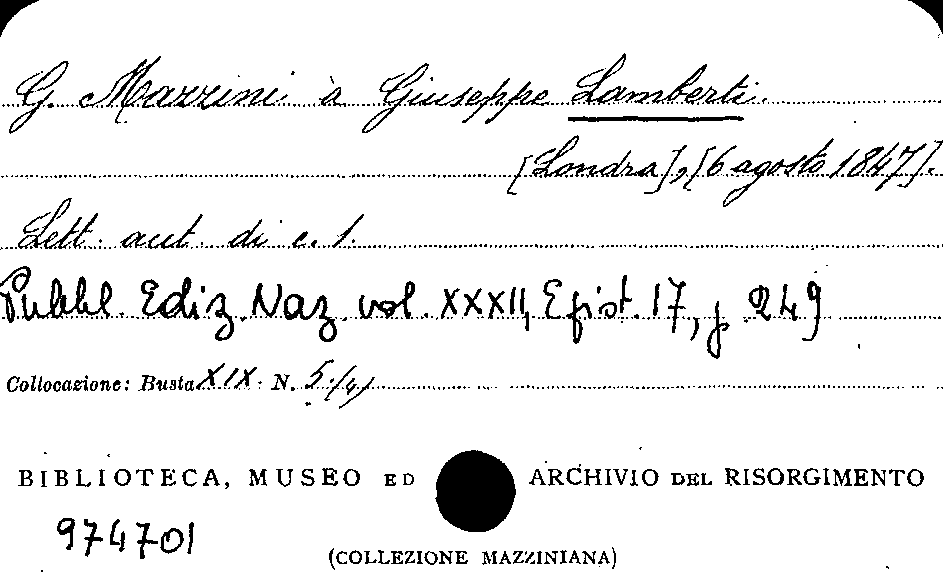 G. Mazzini à Giuseppe Lamberti.
[Londra], [6 agosto 1847].
Lett. aut. di c. 1.
Pubbl. Ediz. Naz. vol. XXXII, Epist. 17, p. 249
Collocazione: Busta XIX N. 5/41
BIBLIOTECA, MUSEO ED ARCHIVIO DEL RISORGIMENTO
974701
(COLLEZIONE MAZZINIANA)